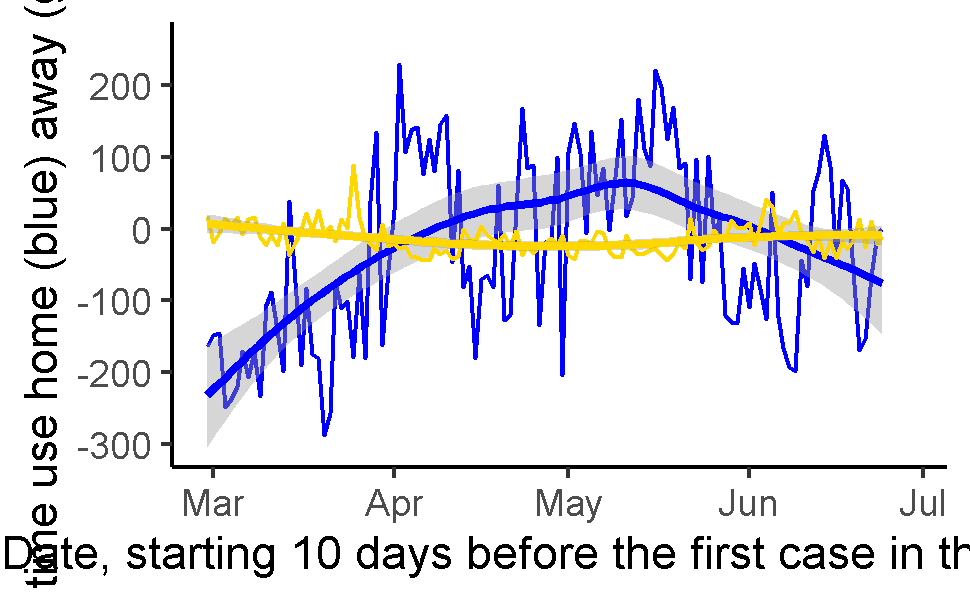 time use home (blue) away (
200
100
0
-100
-200
-300
Mar Apr May Jun Jul
Date, starting 10 days before the first case in th